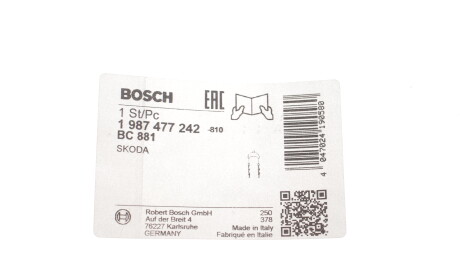 BOSCH EAC
1 St/Pc
1 987 477 242 -810
BC 881
SKODA
4 047024 190580
Robert Bosch GmbH
Auf der Breit 4
76227 Karlsruhe
GERMANY
250
378
Made in Italy
Fabriqué en Italie